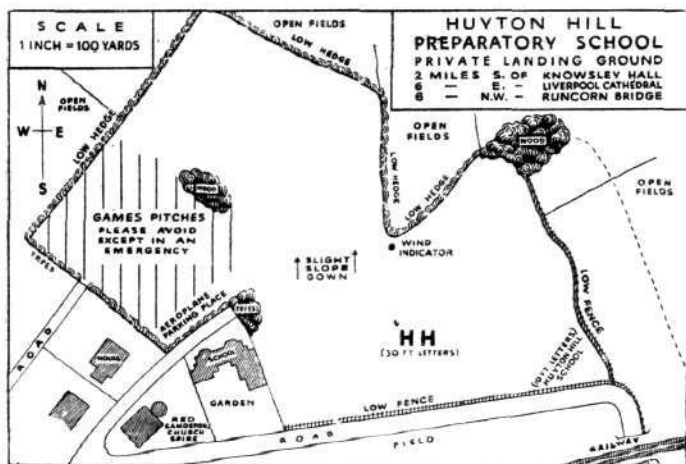 SCALE
1 INCH = 100 YARDS
OPEN FIELDS
LOW HEDGE
HUYTON HILL
PREPARATORY SCHOOL
PRIVATE LANDING GROUND
2 MILES S. OF KNOWSLEY HALL
6 — E. – LIVERPOOL CATHEDRAL
6 — N.W. – RUNCORN BRIDGE
N
W E
S
OPEN FIELDS
LOW HEDGE
OPEN FIELDS
WOOD
LOW HEDGE
LOW HEDGE
OPEN FIELDS
WOOD
GAMES PITCHES
PLEASE AVOID
EXCEPT IN AN
EMERGENCY
WIND
INDICATOR
SLIGHT
SLOPE
DOWN
TREES
AEROPLANE
PARKING PLACE
TREES
LOW FENCE
ROAD
HOUSE
SCHOOL
HH
(30 FT LETTERS)
(10 FT LETTERS)
HUYTON HILL
SCHOOL
GARDEN
LOW FENCE
RED
SANDSTONE
CHURCH
SPIRE
ROAD
FIELD
RAILWAY